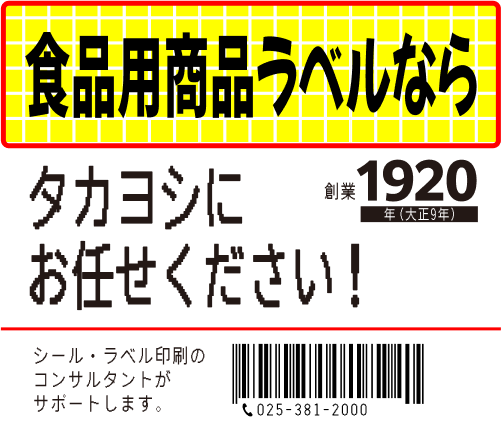 食品用商品ラベルなら
タカヨシに
創業1920
年(大正9年)
お任せください！
シール・ラベル印刷の
コンサルタントが
サポートします。
025-381-2000